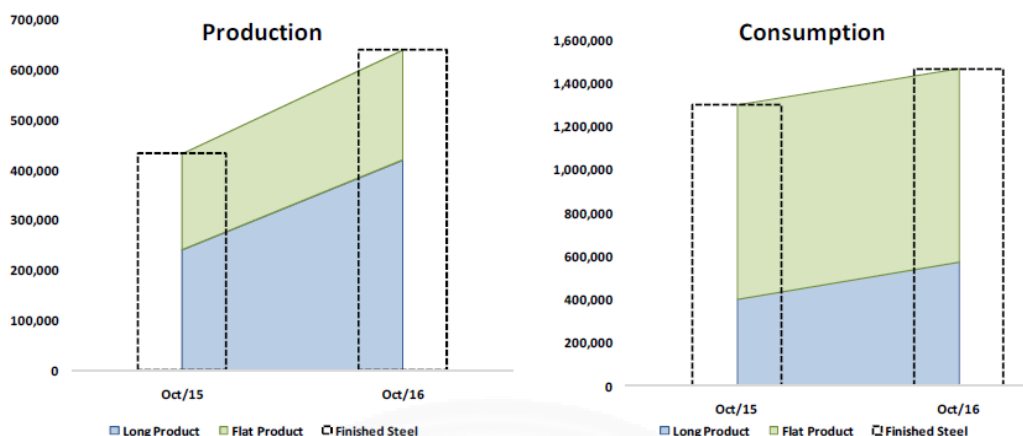 Production
700,000
600,000
500,000
400,000
300,000
200,000
100,000
0
Oct/15 Oct/16
Long Product Flat Product Finished Steel
Consumption
1,600,000
1,400,000
1,200,000
1,000,000
800,000
600,000
400,000
200,000
0
Oct/15 Oct/16
Long Product Flat Product Finished Steel